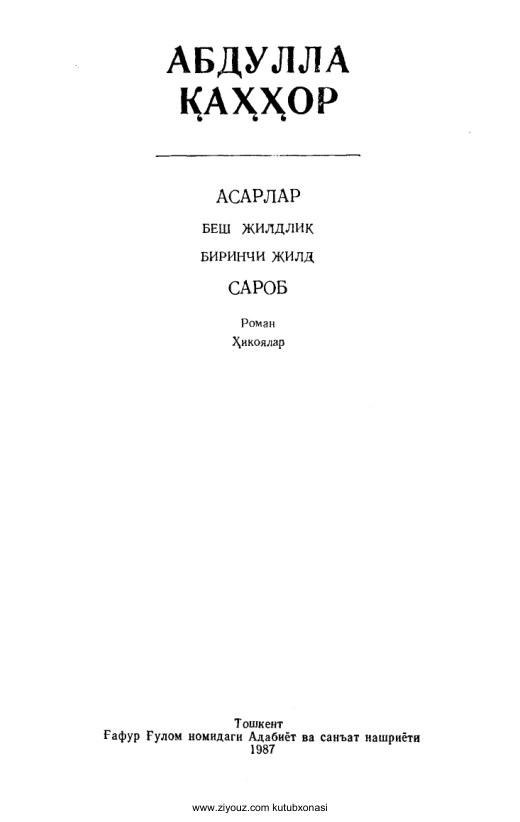 АБДУЛЛА
ҚАҲҲОР
АСАРЛАР
БЕШ ЖИЛДЛИК
БИРИНЧИ ЖИЛД
САРОБ
Роман
Ҳикоялар
Тошкент
Ғафур Ғулом номидаги Адабиёт ва санъат нашриёти
1987
www.ziyouz.com kutubxonasi